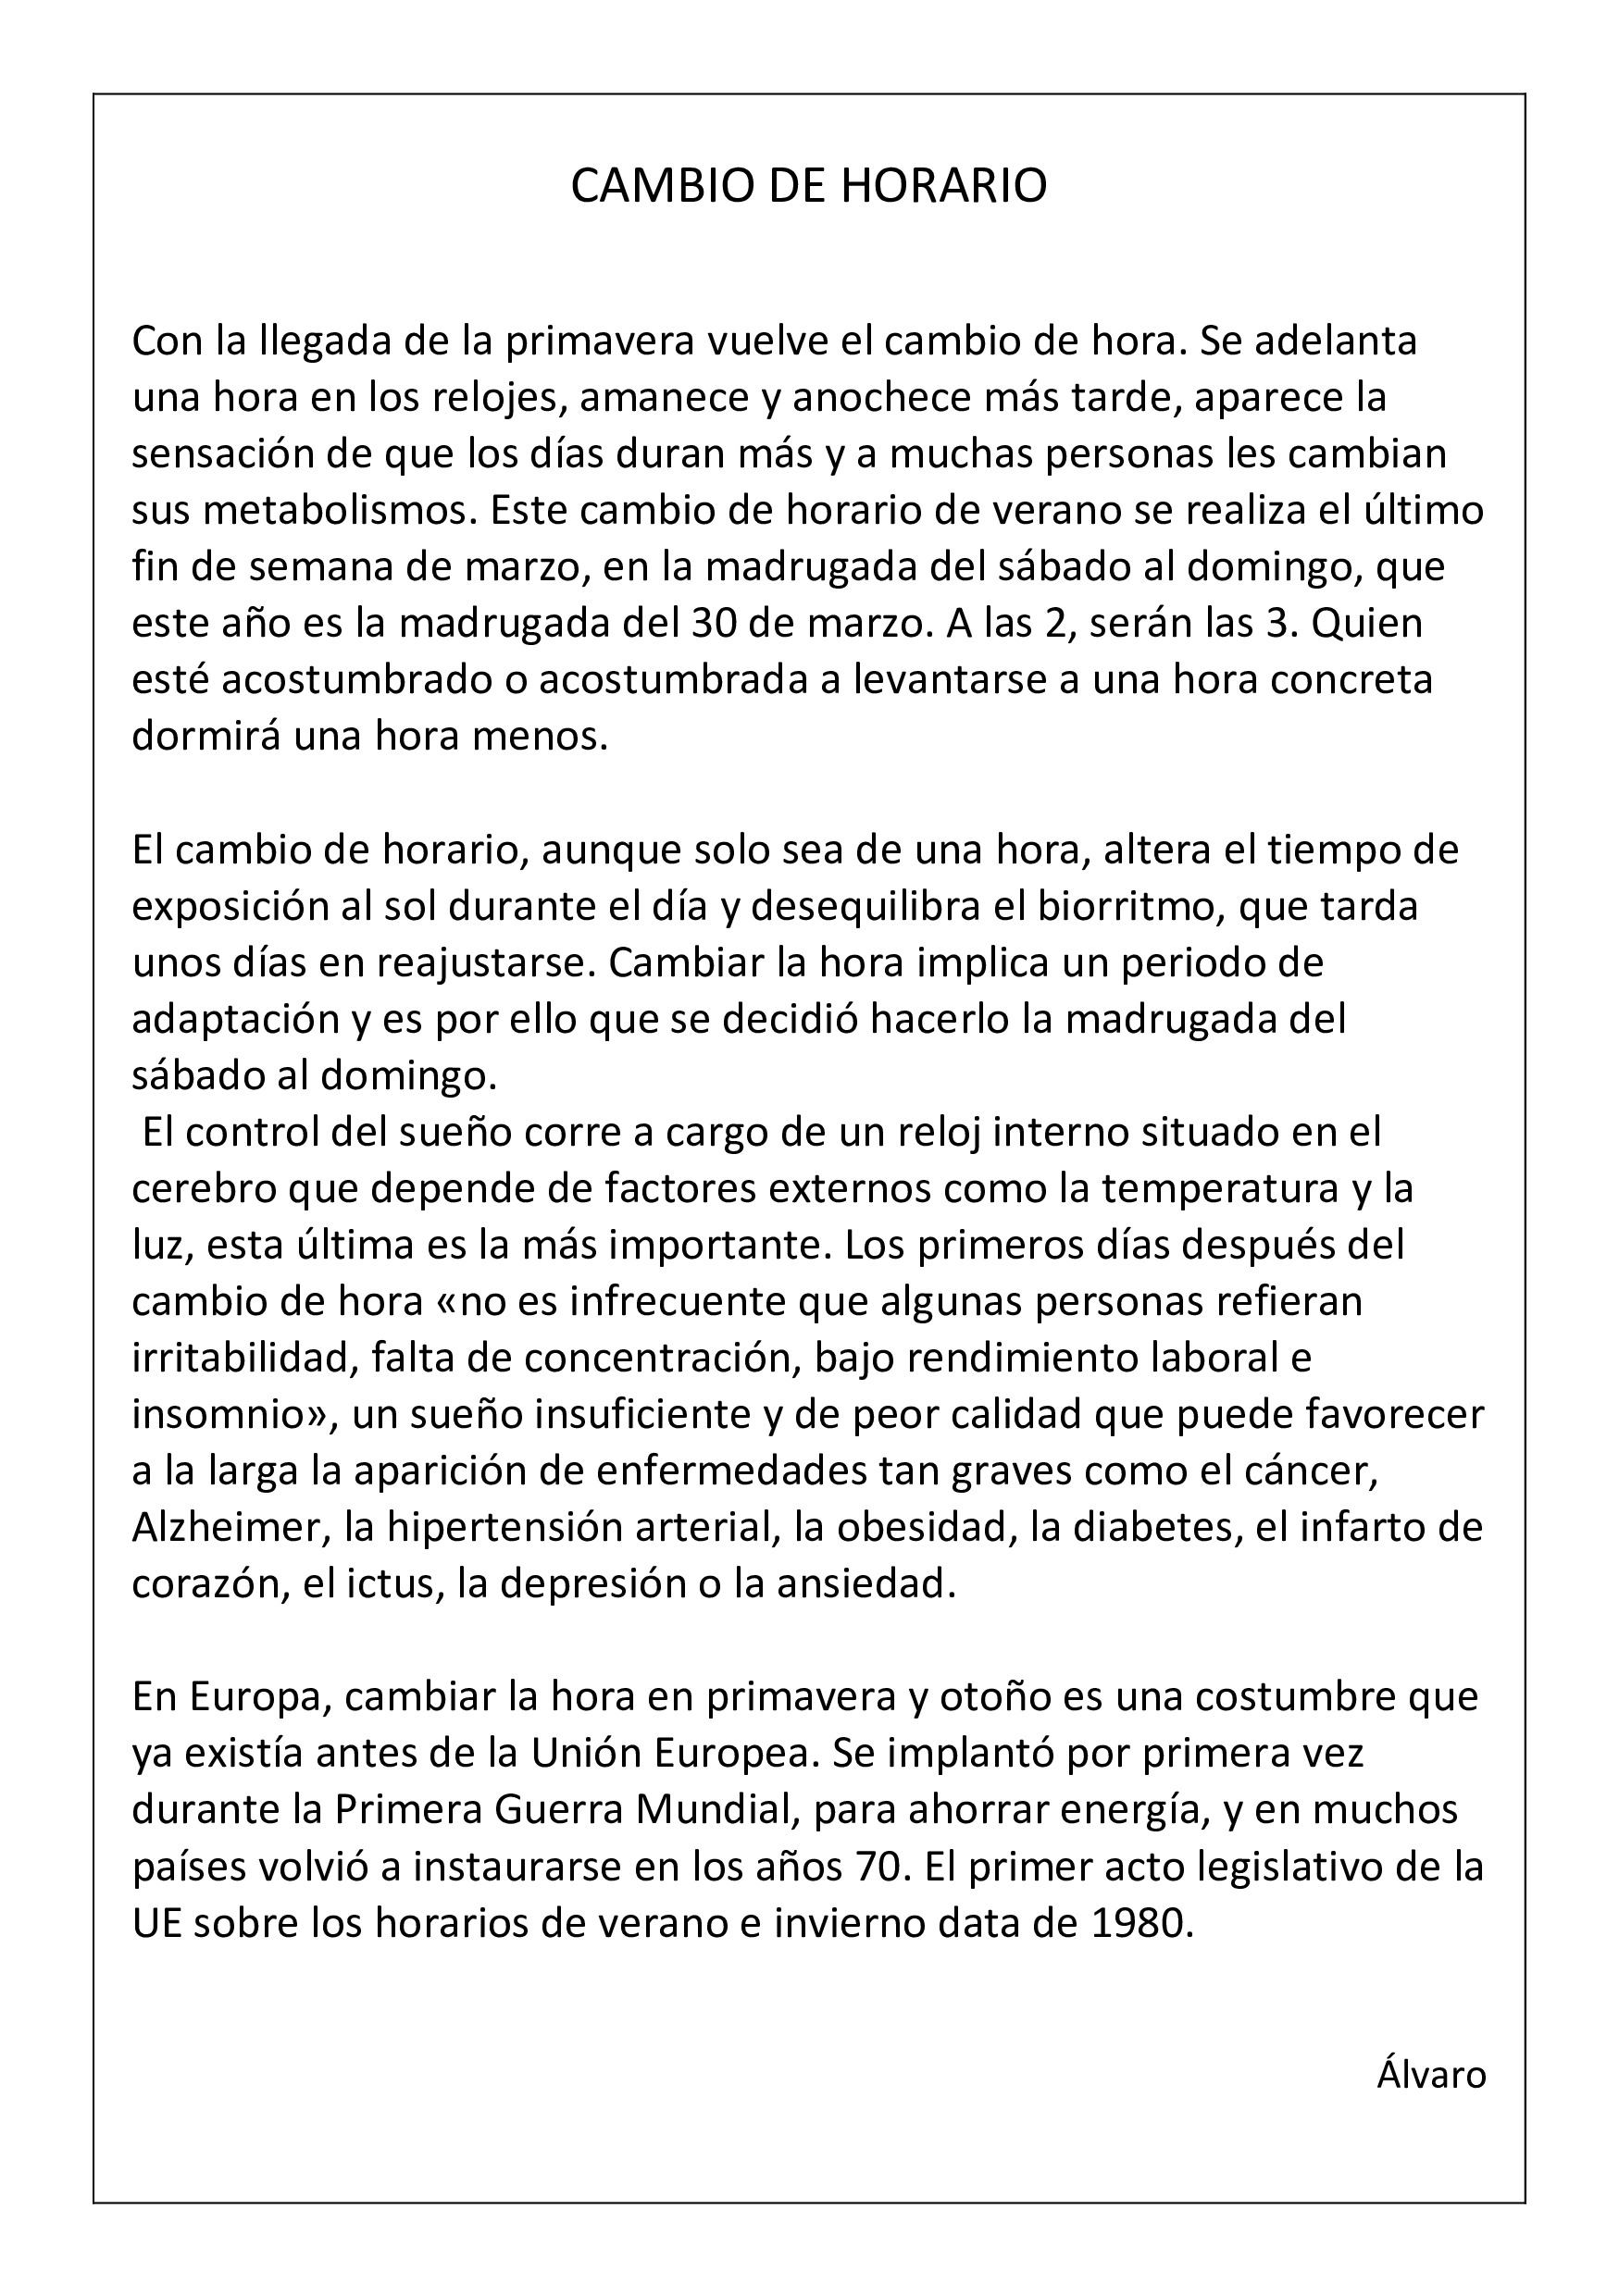 CAMBIO DE HORARIO
Con la llegada de la primavera vuelve el cambio de hora. Se adelanta
una hora en los relojes, amanece y anochece más tarde, aparece la
sensación de que los días duran más y a muchas personas les cambian
sus metabolismos. Este cambio de horario de verano se realiza el último
fin de semana de marzo, en la madrugada del sábado al domingo, que
este año es la madrugada del 30 de marzo. A las 2, serán las 3. Quien
esté acostumbrado o acostumbrada a levantarse a una hora concreta
dormirá una hora menos.
El cambio de horario, aunque solo sea de una hora, altera el tiempo de
exposición al sol durante el día y desequilibra el biorritmo, que tarda
unos días en reajustarse. Cambiar la hora implica un periodo de
adaptación y es por ello que se decidió hacerlo la madrugada del
sábado al domingo.
El control del sueño corre a cargo de un reloj interno situado en el
cerebro que depende de factores externos como la temperatura y la
luz, esta última es la más importante. Los primeros días después del
cambio de hora «no es infrecuente que algunas personas refieran
irritabilidad, falta de concentración, bajo rendimiento laboral e
insomnio», un sueño insuficiente y de peor calidad que puede favorecer
a la larga la aparición de enfermedades tan graves como el cáncer,
Alzheimer, la hipertensión arterial, la obesidad, la diabetes, el infarto de
corazón, el ictus, la depresión o la ansiedad.
En Europa, cambiar la hora en primavera y otoño es una costumbre que
ya existía antes de la Unión Europea. Se implantó por primera vez
durante la Primera Guerra Mundial, para ahorrar energía, y en muchos
países volvió a instaurarse en los años 70. El primer acto legislativo de la
UE sobre los horarios de verano e invierno data de 1980.
Álvaro